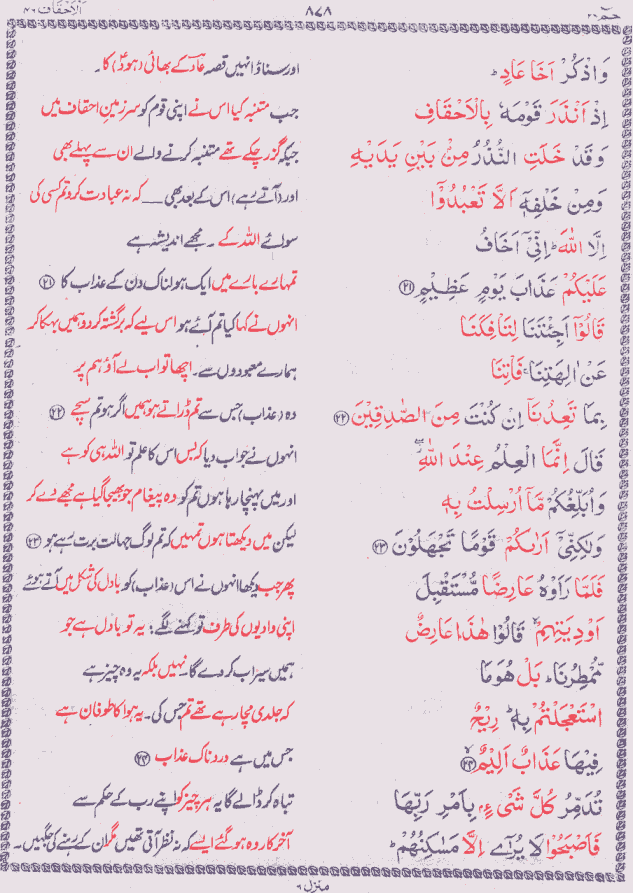 حٰمٓ ۲۶
۸۷۸
اَلْاَحْقَاف ۴۶
وَاذْكُرْ اَخَا عَادٍ ؕ
اور سناؤ انہیں قصہ عاد کے بھائی (ہودؑ) کا۔
اِذْ اَنْذَرَ قَوْمَهٗ بِالْاَحْقَافِ
جب متنبہ کیا اس نے اپنی قوم کو سرزمینِ احقاف میں
وَقَدْ خَلَتِ النُّذُرُ مِنْۢ بَيْنِ يَدَيْهِ
جبکہ گزر چکے تھے متنبہ کرنے والے ان سے پہلے بھی
وَمِنْ خَلْفِهٖٓ اَلَّا تَعْبُدُوْٓا
اور (آتے رہے) اس کے بعد بھی ــــ کہ نہ عبادت کرو تم کسی کی
اِلَّا اللّٰهَ ؕ اِنِّىْٓ اَخَافُ
سوائے اللہ کے ۔ مجھے اندیشہ ہے
عَلَيْكُمْ عَذَابَ يَوْمٍ عَظِيْمٍ ۲۱
تمہارے بارے میں ایک ہولناک دن کے عذاب کا ۲۱
قَالُوْٓا اَجِئْتَنَا لِتَاْفِكَنَا
انہوں نے کہا کیا تم آئے ہو اس لیے کہ برگشتہ کر دو ہمیں بہکا کر
عَنْ اٰلِهَتِنَا ۚ فَاْتِنَا
ہمارے معبودوں سے۔ اچھا تو اب لے آؤ ہم پر
بِمَا تَعِدُنَآ اِنْ كُنْتَ مِنَ الصّٰدِقِيْنَ ۲۲
وہ (عذاب) جس سے تم ڈراتے ہو ہمیں اگر ہو تم سچے ۲۲
قَالَ اِنَّمَا الْعِلْمُ عِنْدَ اللّٰهِ ۖ
انہوں نے جواب دیا کہ بس اس کا علم تو اللہ ہی کو ہے
وَاُبَلِّغُكُمْ مَّآ اُرْسِلْتُ بِهٖ
اور میں پہنچا رہا ہوں تم کو وہ پیغام جو بھیجا گیا ہے مجھے دے کر
وَلٰكِنِّىْٓ اَرٰىكُمْ قَوْمًا تَجْهَلُوْنَ ۲۳
لیکن میں دیکھتا ہوں تمہیں کہ تم لوگ جہالت برت رہے ہو ۲۳
فَلَمَّا رَاَوْهُ عَارِضًا مُّسْتَقْبِلَ
پھر جب دیکھا انہوں نے اس (عذاب) کو بادل کی شکل میں آتے ہوئے
اَوْدِيَتِهِمْ ۙ قَالُوْا هٰذَا عَارِضٌ
اپنی وادیوں کی طرف تو کہنے لگے: یہ تو بادل ہے جو
مُّمْطِرُنَا ؕ بَلْ هُوَ مَا
ہمیں سیراب کر دے گا۔ نہیں بلکہ یہ وہ چیز ہے
اسْتَعْجَلْتُمْ بِهٖ ؕ رِيْحٌ
کہ جلدی مچا رہے تھے تم جس کی۔ یہ ہوا کا طوفان ہے
فِيْهَا عَذَابٌ اَلِيْمٌ ۙ ۲۴
جس میں ہے دردناک عذاب ۲۴
تُدَمِّرُ كُلَّ شَىْءٍۢ بِاَمْرِ رَبِّهَا
تباہ کر ڈالے گا یہ ہر چیز کو اپنے رب کے حکم سے
فَاَصْبَحُوْا لَا يُرٰٓى اِلَّا مَسٰكِنُهُمْ ؕ
آخر کار وہ ہو گئے ایسے کہ نہ نظر آتی تھیں مگر ان کے رہنے کی جگہیں۔
منزل ۶